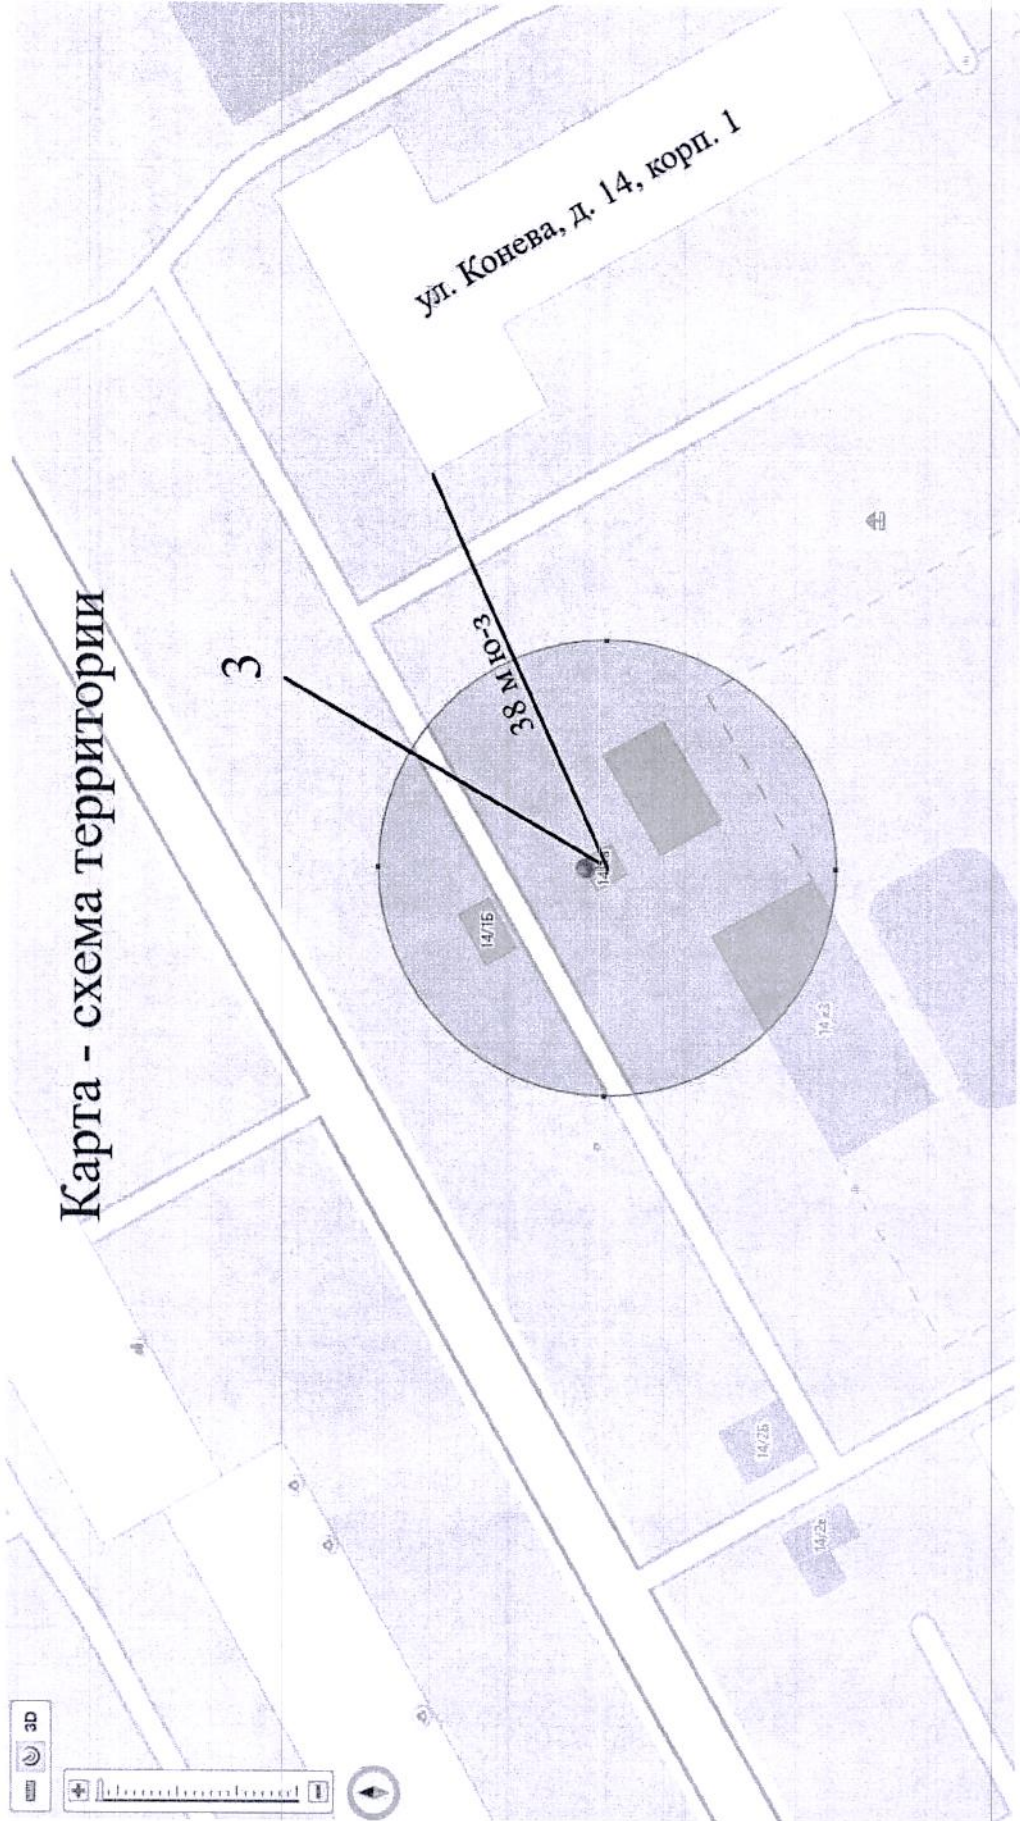 Карта - схема территории
3D
3
ул. Конева, д. 14, корп. 1
38 м ю-з
14/1Б
14 к3
14/2Б
14/2е